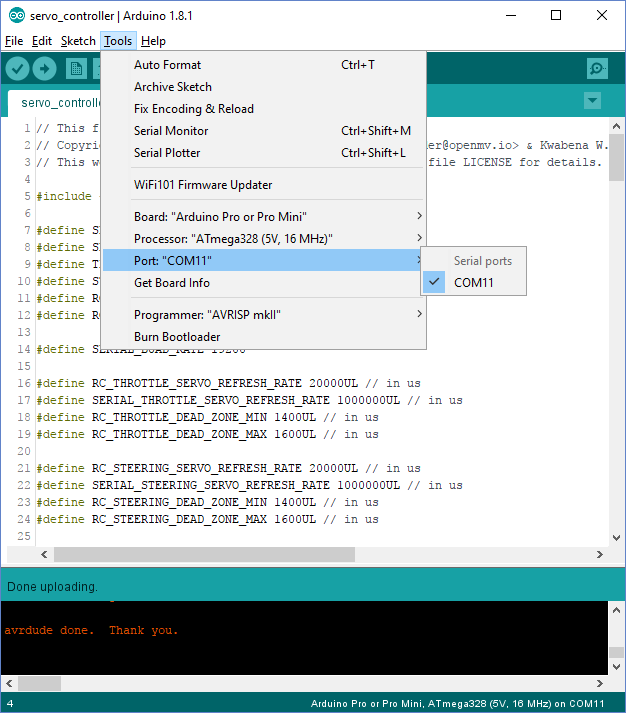 servo_controller | Arduino 1.8.1
File Edit Sketch Tools Help
Auto Format Ctrl+T
Archive Sketch
Fix Encoding & Reload
Serial Monitor Ctrl+Shift+M
Serial Plotter Ctrl+Shift+L
WiFi101 Firmware Updater
Board: "Arduino Pro or Pro Mini"
Processor: "ATmega328 (5V, 16 MHz)"
Port: "COM11"
Get Board Info
Programmer: "AVRISP mkII"
Burn Bootloader
Serial ports
COM11
servo_controlle
1 // This f
2 // Copyri er@openmv.io> & Kwabena W.
3 // This w file LICENSE for details.
4
5 #include
6
7 #define S
8 #define S
9 #define T
10 #define S
11 #define R
12 #define R
13
14 #define SERIAL_BUAD_RATE 19200
15
16 #define RC_THROTTLE_SERVO_REFRESH_RATE 20000UL // in us
17 #define SERIAL_THROTTLE_SERVO_REFRESH_RATE 1000000UL // in us
18 #define RC_THROTTLE_DEAD_ZONE_MIN 1400UL // in us
19 #define RC_THROTTLE_DEAD_ZONE_MAX 1600UL // in us
20
21 #define RC_STEERING_SERVO_REFRESH_RATE 20000UL // in us
22 #define SERIAL_STEERING_SERVO_REFRESH_RATE 1000000UL // in us
23 #define RC_STEERING_DEAD_ZONE_MIN 1400UL // in us
24 #define RC_STEERING_DEAD_ZONE_MAX 1600UL // in us
25
Done uploading.
avrdude done. Thank you.
4 Arduino Pro or Pro Mini, ATmega328 (5V, 16 MHz) on COM11